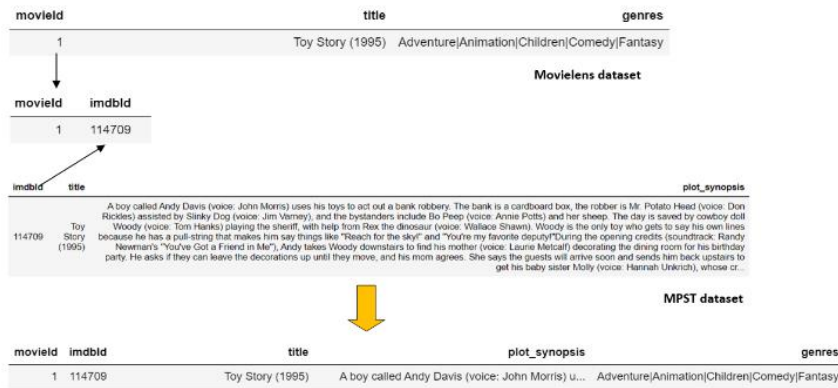 movieId title genres
1 Toy Story (1995) Adventure|Animation|Children|Comedy|Fantasy
Movielens dataset
movieId imdbId
1 114709
imdbId title plot_synopsis
A boy called Andy Davis (voice: John Morris) uses his toys to act out a bank robbery. The bank is a cardboard box, the robber is Mr. Potato Head (voice: Don
Rickles) assisted by Slinky Dog (voice: Jim Varney), and the bystanders include Bo Peep (voice: Annie Potts) and her sheep. The day is saved by cowboy doll
114709 Toy Story (1995) Woody (voice: Tom Hanks) playing the sheriff, with help from Rex the dinosaur (voice: Wallace Shawn). Woody is the only toy who gets to say his own lines
because he has a pull-string that makes him say things like "Reach for the sky!" and "You're my favorite deputy!"During the opening credits (soundtrack: Randy
Newman's "You've Got a Friend in Me"), Andy takes Woody downstairs to find his mother (voice: Laurie Metcalf) decorating the dining room for his birthday
party. He asks if they can leave the decorations up until they move, and his mom agrees. She says the guests will arrive soon and sends him back upstairs to
get his baby sister Molly (voice: Hannah Unkrich), whose cr...
MPST dataset
movieId imdbId title plot_synopsis genres
1 114709 Toy Story (1995) A boy called Andy Davis (voice: John Morris) u... Adventure|Animation|Children|Comedy|Fantasy